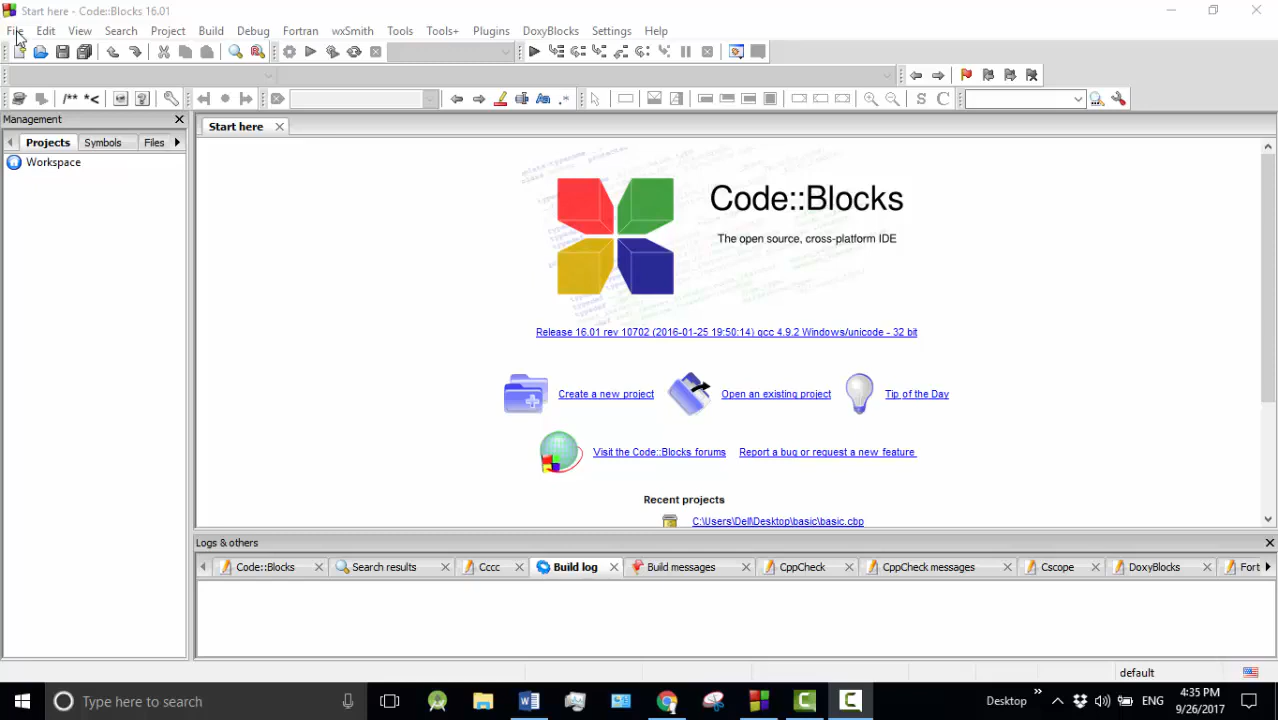 Start here - Code::Blocks 16.01
File Edit View Search Project Build Debug Fortran wxSmith Tools Tools+ Plugins DoxyBlocks Settings Help
/** *<
.*
S C
Management
Projects Symbols Files
Workspace
Start here
Code::Blocks
The open source, cross-platform IDE
Release 16.01 rev 10702 (2016-01-25 19:50:14) gcc 4.9.2 Windows/unicode - 32 bit
Create a new project Open an existing project Tip of the Day
Visit the Code::Blocks forums Report a bug or request a new feature
Recent projects
C:\Users\Dell\Desktop\basic\basic.cbp
Logs & others
Code::Blocks Search results Cccc Build log Build messages CppCheck CppCheck messages Cscope DoxyBlocks Fort
default
Type here to search Desktop ENG 4:35 PM
9/26/2017